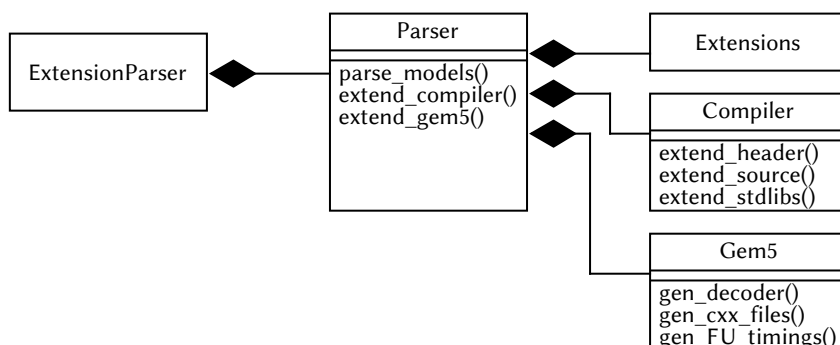 ExtensionParser
Parser
parse_models()
extend_compiler()
extend_gem5()
Extensions
Compiler
extend_header()
extend_source()
extend_stdlibs()
Gem5
gen_decoder()
gen_cxx_files()
gen_FU_timings()